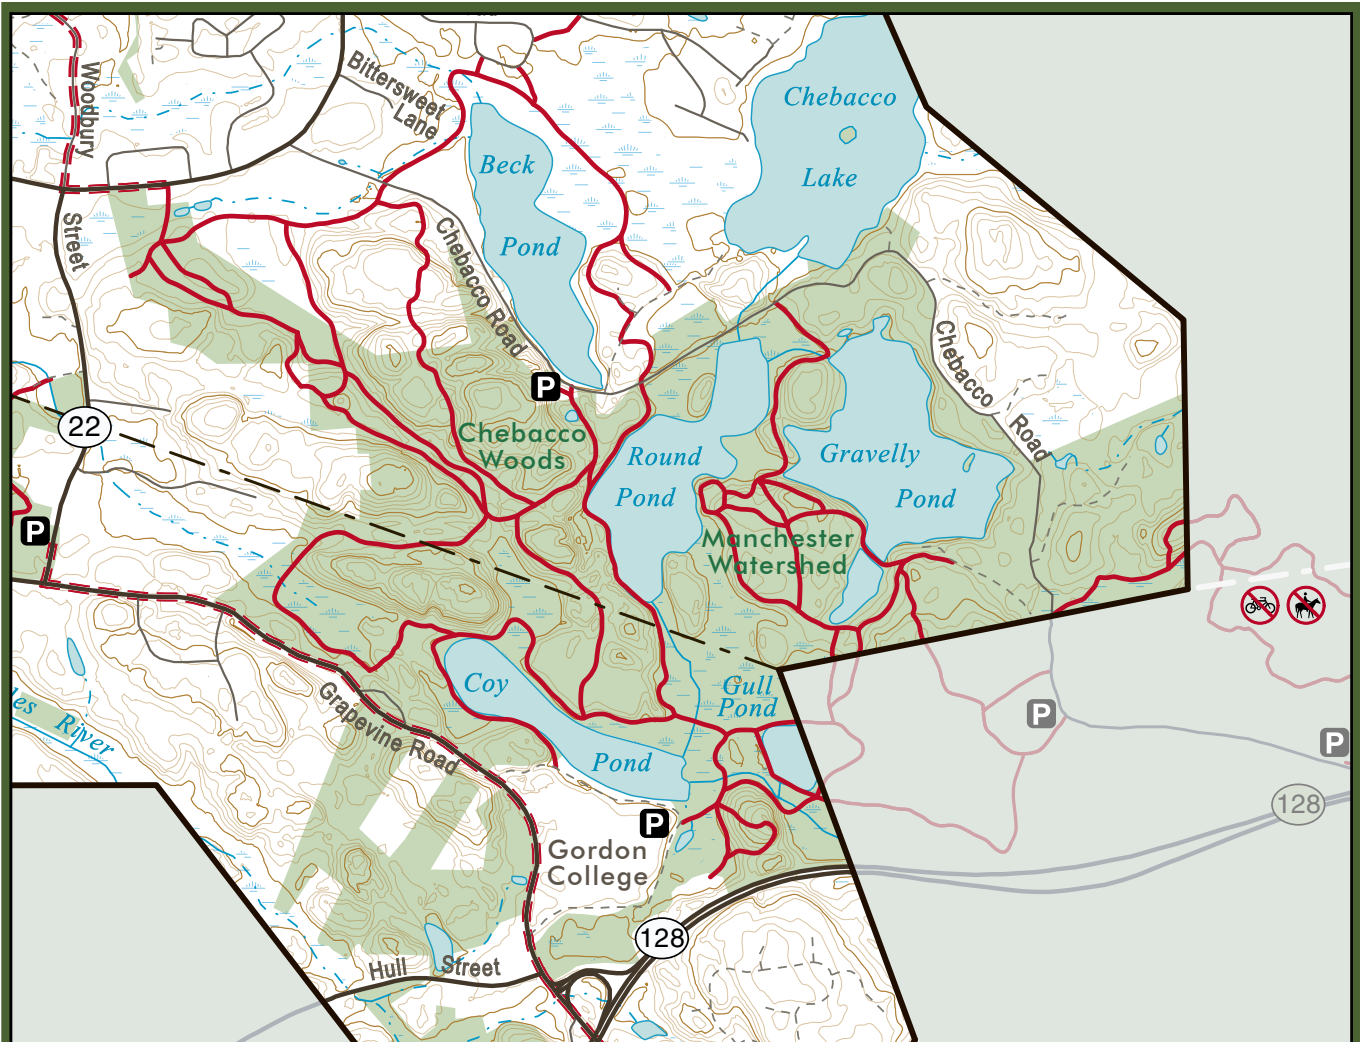 Woodbury
Street
Bittersweet
Lane
Chebacco
Lake
Beck
Pond
Chebacco Road
Chebacco
Road
P
22
Chebacco
Woods
Round
Pond
Gravelly
Pond
P
Manchester
Watershed
Coy
Pond
Gull
Pond
P
P
les River
Grapevine Road
P
Gordon
College
128
128
Hull Street